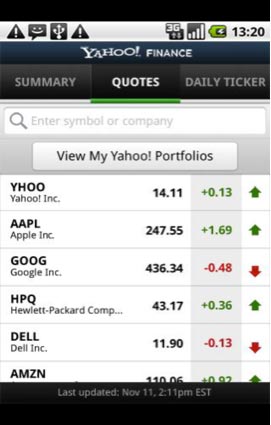 3G
13:20
YAHOO! FINANCE
SUMMARY
QUOTES
DAILY TICKER
Enter symbol or company
View My Yahoo! Portfolios
YHOO 14.11 +0.13
Yahoo! Inc.
AAPL 247.55 +1.69
Apple Inc.
GOOG 436.34 -0.48
Google Inc.
HPQ 43.17 +0.36
Hewlett-Packard Comp...
DELL 11.90 -0.13
Dell Inc.
AMZN 110.06 +0.92
Last updated: Nov 11, 2:11pm EST